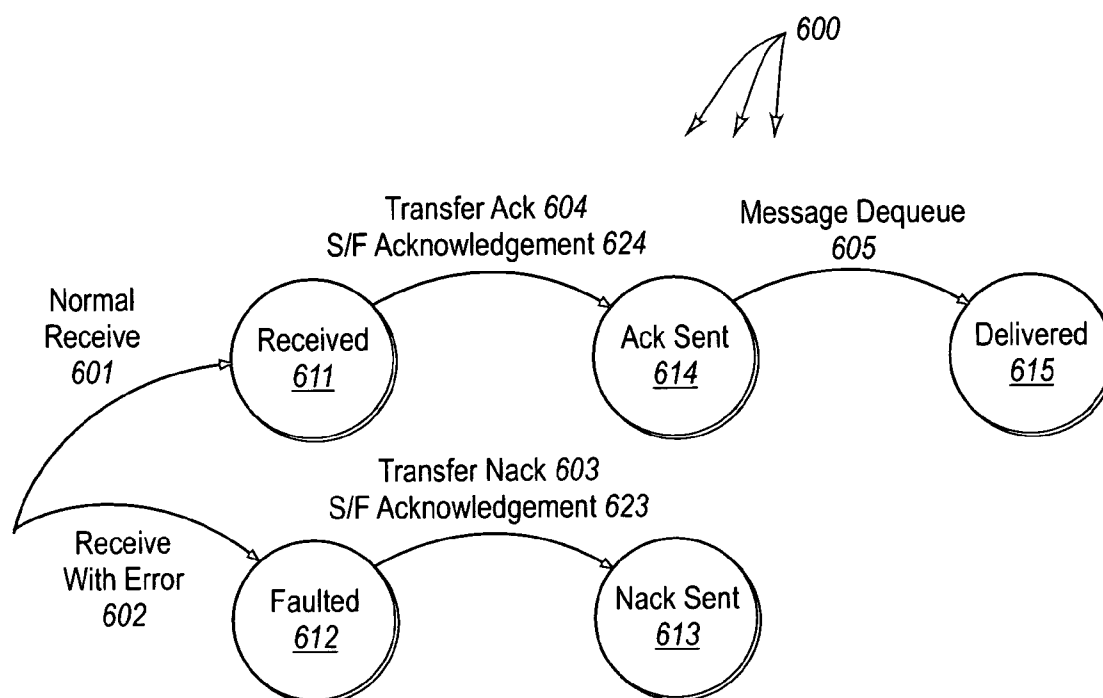 600
Transfer Ack 604
S/F Acknowledgement 624
Message Dequeue
605
Normal
Receive
601
Received
611
Ack Sent
614
Delivered
615
Transfer Nack 603
S/F Acknowledgement 623
Receive
With Error
602
Faulted
612
Nack Sent
613